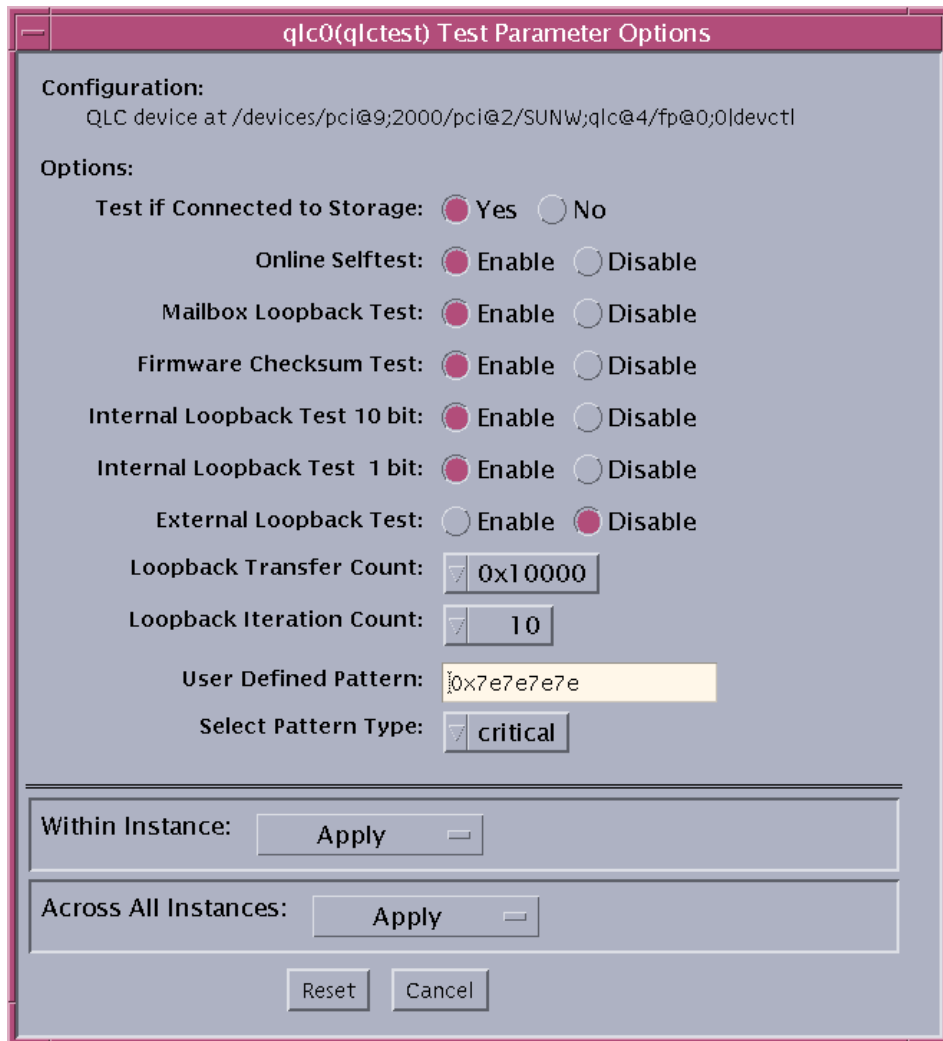 qlc0(qlctest) Test Parameter Options
Configuration:
QLC device at /devices/pci@9;2000/pci@2/SUNW;qlc@4/fp@0;0|devctl
Options:
Test if Connected to Storage: Yes No
Online Selftest: Enable Disable
Mailbox Loopback Test: Enable Disable
Firmware Checksum Test: Enable Disable
Internal Loopback Test 10 bit: Enable Disable
Internal Loopback Test 1 bit: Enable Disable
External Loopback Test: Enable Disable
Loopback Transfer Count: 0x10000
Loopback Iteration Count: 10
User Defined Pattern: 0x7e7e7e7e
Select Pattern Type: critical
Within Instance: Apply
Across All Instances: Apply
Reset Cancel